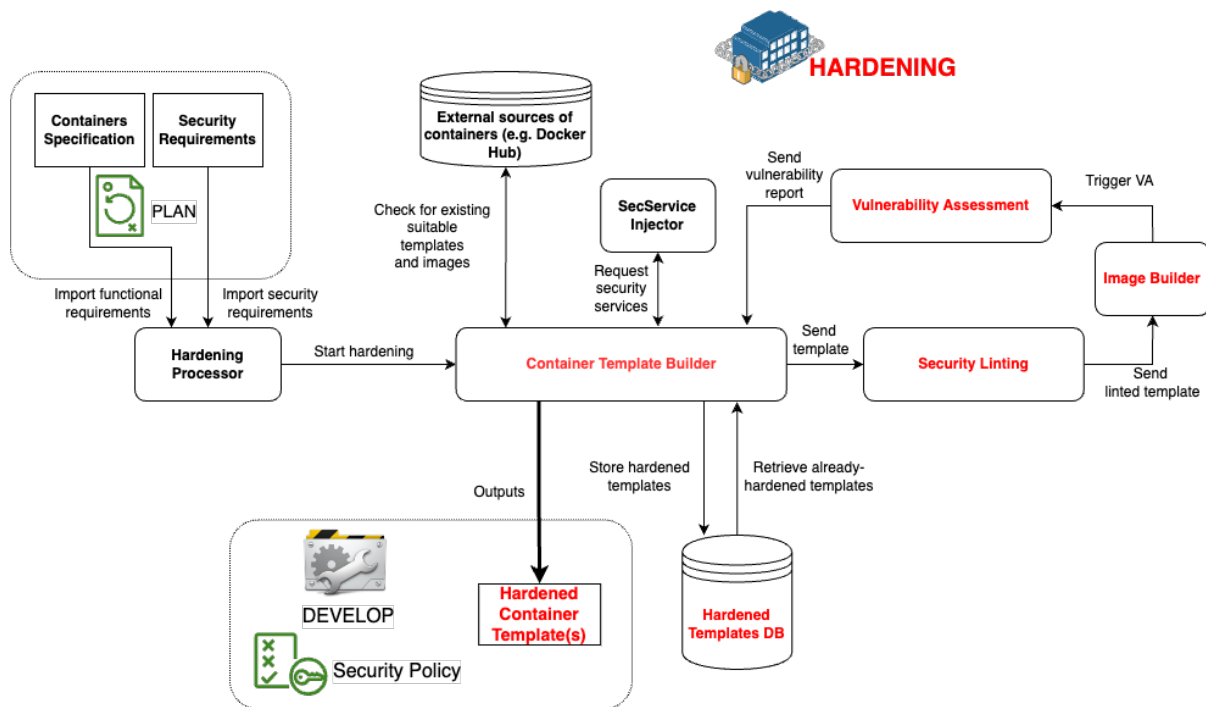 HARDENING
Containers
Specification
Security
Requirements
PLAN
External sources of
containers (e.g. Docker
Hub)
Check for existing
suitable
templates
and images
SecService
Injector
Request
security
services
Send
vulnerability
report
Vulnerability Assessment
Trigger VA
Image Builder
Import functional
requirements
Import security
requirements
Hardening
Processor
Start hardening
Container Template Builder
Send
template
Security Linting
Send
linted template
Outputs
Store hardened
templates
Retrieve already-
hardened templates
DEVELOP
Security Policy
Hardened
Container
Template(s)
Hardened
Templates DB